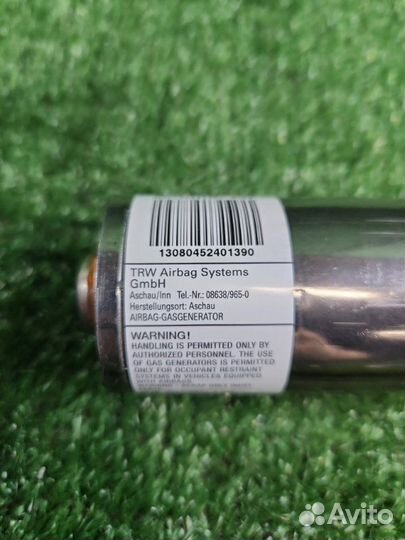 13080452401390
TRW Airbag Systems
GmbH
Aschau/Inn Tel.-Nr.: 08638/965-0
Herstellungsort: Aschau
AIRBAG-GASGENERATOR
WARNING!
HANDLING IS PERMITTED ONLY BY
AUTHORIZED PERSONNEL. THE USE
OF GAS GENERATORS IS PERMITTED
ONLY FOR OCCUPANT RESTRAINT
SYSTEMS IN VEHICLES EQUIPPED
WITH AIRBAGS.
Avito